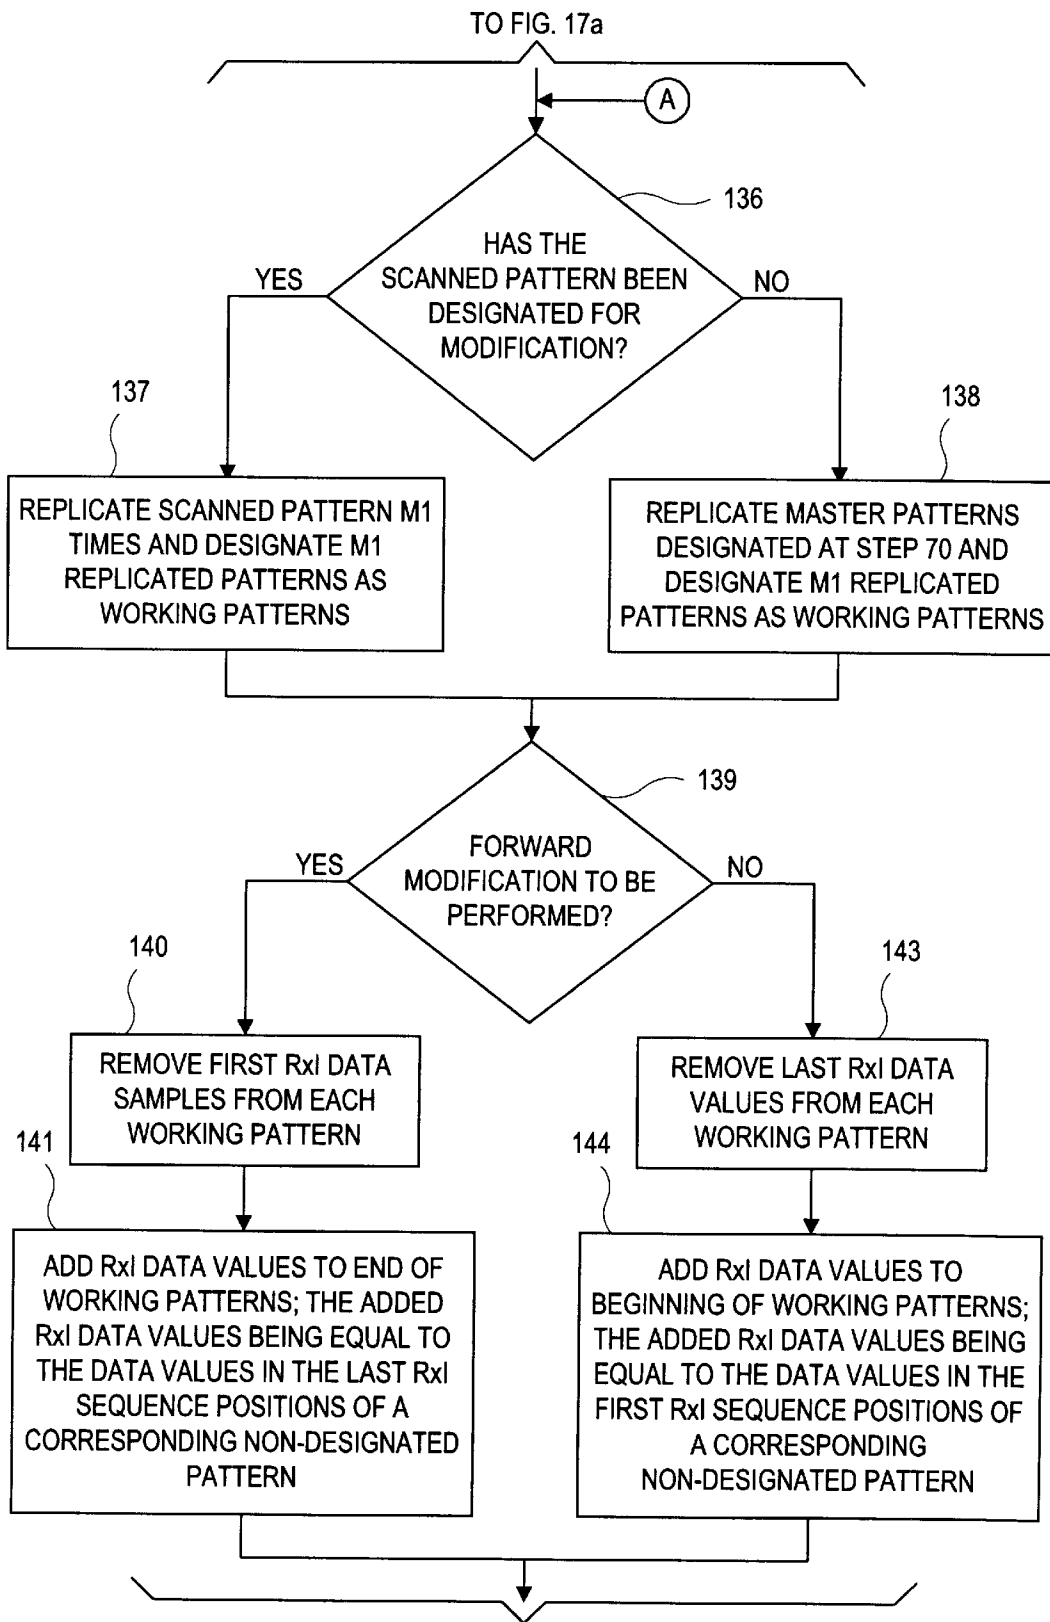 TO FIG. 17a
A
136
HAS THE
SCANNED PATTERN BEEN
DESIGNATED FOR
MODIFICATION?
YES
NO
137
138
REPLICATE SCANNED PATTERN M1
TIMES AND DESIGNATE M1
REPLICATED PATTERNS AS
WORKING PATTERNS
REPLICATE MASTER PATTERNS
DESIGNATED AT STEP 70 AND
DESIGNATE M1 REPLICATED
PATTERNS AS WORKING PATTERNS
139
FORWARD
MODIFICATION TO BE
PERFORMED?
YES
NO
140
143
REMOVE FIRST RxI DATA
SAMPLES FROM EACH
WORKING PATTERN
REMOVE LAST RxI DATA
VALUES FROM EACH
WORKING PATTERN
141
144
ADD RxI DATA VALUES TO END OF
WORKING PATTERNS; THE ADDED
RxI DATA VALUES BEING EQUAL TO
THE DATA VALUES IN THE LAST RxI
SEQUENCE POSITIONS OF A
CORRESPONDING NON-DESIGNATED
PATTERN
ADD RxI DATA VALUES TO
BEGINNING OF WORKING PATTERNS;
THE ADDED RxI DATA VALUES BEING
EQUAL TO THE DATA VALUES IN THE
FIRST RxI SEQUENCE POSITIONS OF
A CORRESPONDING
NON-DESIGNATED PATTERN